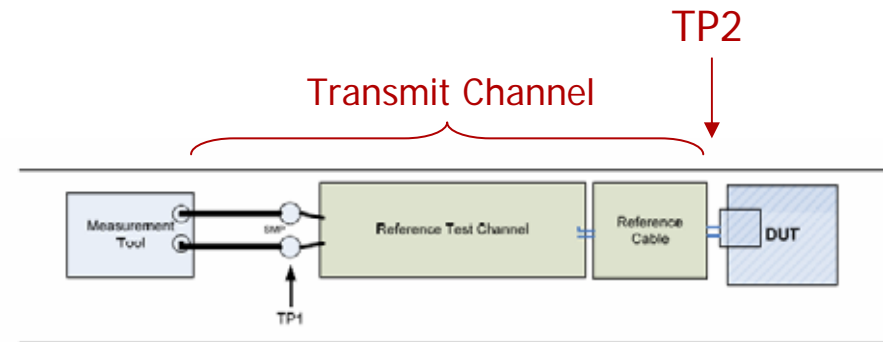 TP2
Transmit Channel
Measurement
Tool
SMP
Reference Test Channel
Reference
Cable
DUT
TP1